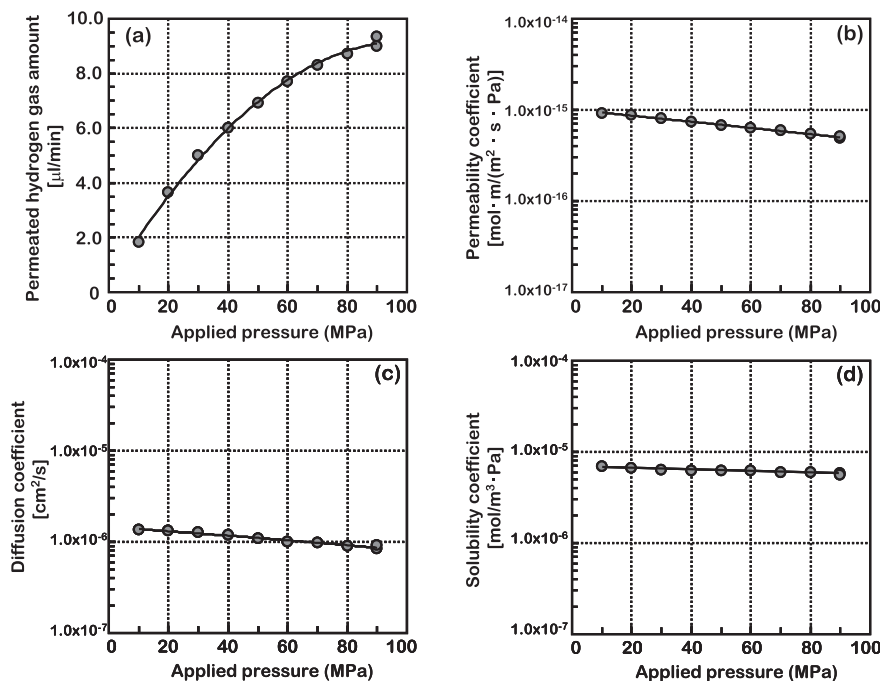 (a)
Permeated hydrogen gas amount
[µl/min]
10.0
8.0
6.0
4.0
2.0
0
0 20 40 60 80 100
Applied pressure (MPa)
(b)
Permeability coefficient
[mol·m/(m²・s・Pa)]
1.0x10⁻¹⁴
1.0x10⁻¹⁵
1.0x10⁻¹⁶
1.0x10⁻¹⁷
0 20 40 60 80 100
Applied pressure (MPa)
(c)
Diffusion coefficient
[cm²/s]
1.0x10⁻⁴
1.0x10⁻⁵
1.0x10⁻⁶
1.0x10⁻⁷
0 20 40 60 80 100
Applied pressure (MPa)
(d)
Solubility coefficient
[mol/m³·Pa]
1.0x10⁻⁴
1.0x10⁻⁵
1.0x10⁻⁶
1.0x10⁻⁷
0 20 40 60 80 100
Applied pressure (MPa)